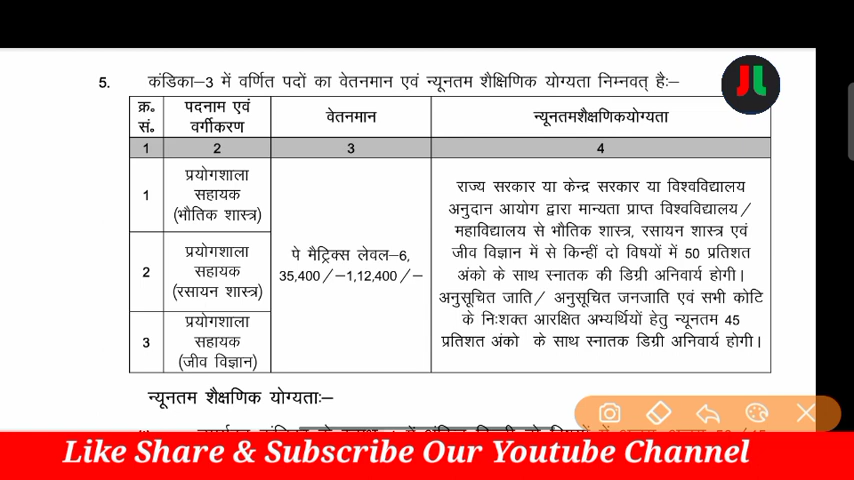 5. कंडिका–3 में वर्णित पदों का वेतनमान एवं न्यूनतम शैक्षणिक योग्यता निम्नवत् हैः–
क्र॰ सं॰ पदनाम एवं वर्गीकरण वेतनमान न्यूनतमशैक्षणिकयोग्यता
1 2 3 4
1 प्रयोगशाला
सहायक
(भौतिक शास्त्र)
2 प्रयोगशाला
सहायक
(रसायन शास्त्र)
3 प्रयोगशाला
सहायक
(जीव विज्ञान)
पे मैट्रिक्स लेवल–6,
35,400/–1,12,400/–
राज्य सरकार या केन्द्र सरकार या विश्वविद्यालय
अनुदान आयोग द्वारा मान्यता प्राप्त विश्वविद्यालय/
महाविद्यालय से भौतिक शास्त्र, रसायन शास्त्र एवं
जीव विज्ञान में से किन्हीं दो विषयों में 50 प्रतिशत
अंको के साथ स्नातक की डिग्री अनिवार्य होगी।
अनुसूचित जाति/ अनुसूचित जनजाति एवं सभी कोटि
के निःशक्त आरक्षित अभ्यर्थियों हेतु न्यूनतम 45
प्रतिशत अंको के साथ स्नातक डिग्री अनिवार्य होगी।
न्यूनतम शैक्षणिक योग्यताः–
Like Share & Subscribe Our Youtube Channel